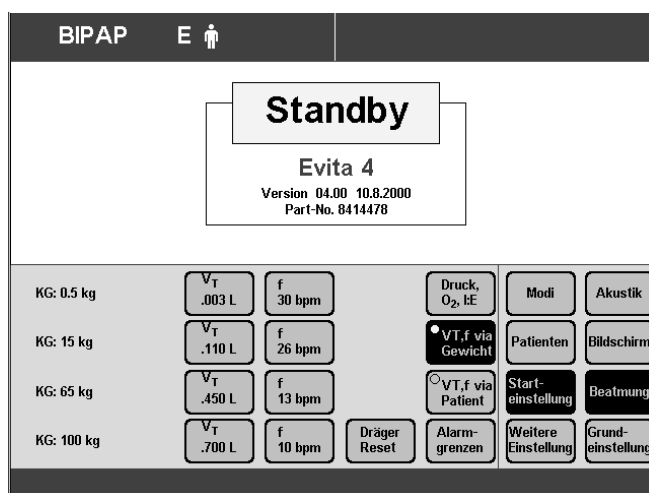 BIPAP E
Standby
Evita 4
Version 04.00 10.8.2000
Part-No. 8414478
KG: 0.5 kg
VT
.003 L
f
30 bpm
Druck,
O2, I:E
Modi
Akustik
KG: 15 kg
VT
.110 L
f
26 bpm
VT,f via
Gewicht
Patienten
Bildschirm
KG: 65 kg
VT
.450 L
f
13 bpm
VT,f via
Patient
Start-
einstellung
Beatmung
KG: 100 kg
VT
.700 L
f
10 bpm
Dräger
Reset
Alarm-
grenzen
Weitere
Einstellung
Grund-
einstellung